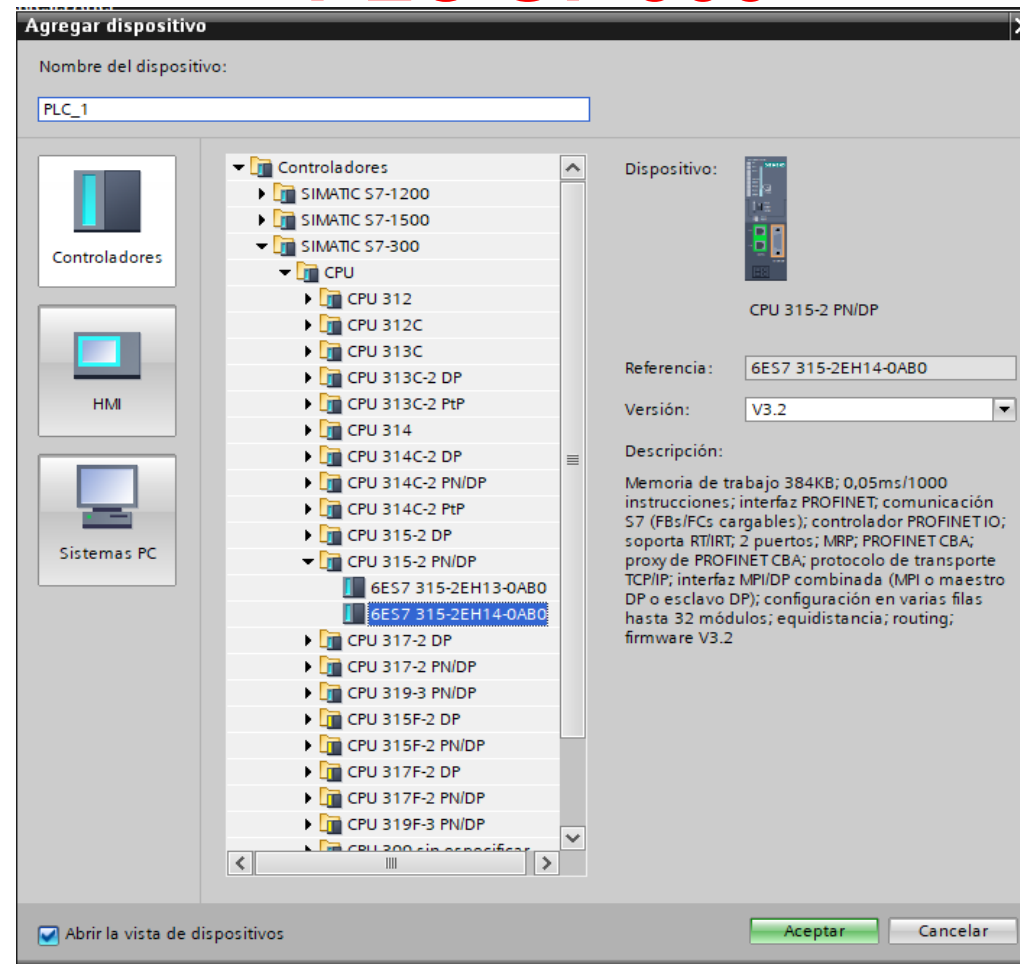 Agregar dispositivo
Nombre del dispositivo:
PLC_1
Controladores
HMI
Sistemas PC
Controladores
SIMATIC S7-1200
SIMATIC S7-1500
SIMATIC S7-300
CPU
CPU 312
CPU 312C
CPU 313C
CPU 313C-2 DP
CPU 313C-2 PtP
CPU 314
CPU 314C-2 DP
CPU 314C-2 PN/DP
CPU 314C-2 PtP
CPU 315-2 DP
CPU 315-2 PN/DP
6ES7 315-2EH13-0AB0
6ES7 315-2EH14-0AB0
CPU 317-2 DP
CPU 317-2 PN/DP
CPU 319-3 PN/DP
CPU 315F-2 DP
CPU 315F-2 PN/DP
CPU 317F-2 DP
CPU 317F-2 PN/DP
CPU 319F-3 PN/DP
CPU 300 sin especificar
Dispositivo:
CPU 315-2 PN/DP
Referencia: 6ES7 315-2EH14-0AB0
Versión: V3.2
Descripción:
Memoria de trabajo 384KB; 0,05ms/1000
instrucciones; interfaz PROFINET; comunicación
S7 (FBs/FCs cargables); controlador PROFINET IO;
soporta RT/IRT; 2 puertos; MRP; PROFINET CBA;
proxy de PROFINET CBA; protocolo de transporte
TCP/IP; interfaz MPI/DP combinada (MPI o maestro
DP o esclavo DP); configuración en varias filas
hasta 32 módulos; equidistancia; routing;
firmware V3.2
Abrir la vista de dispositivos
Aceptar
Cancelar